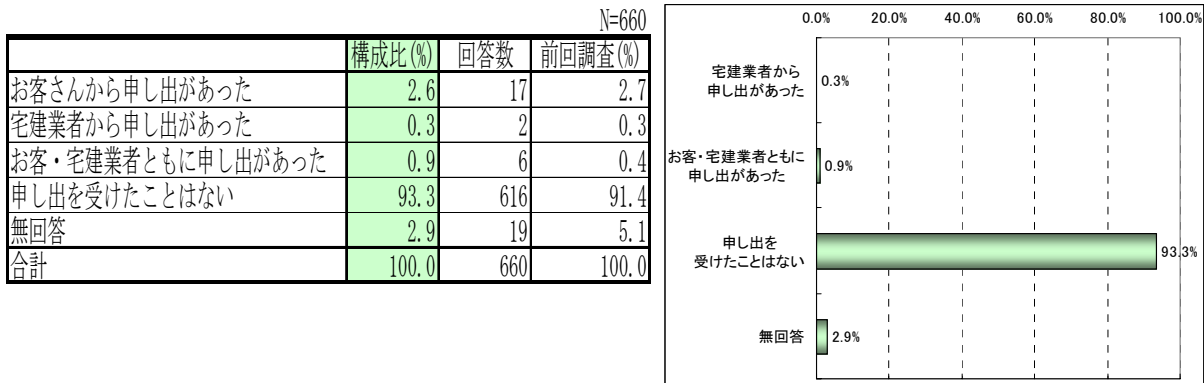 N=660
構成比(%) 回答数 前回調査(%)
お客さんから申し出があった 2.6 17 2.7
宅建業者から申し出があった 0.3 2 0.3
お客・宅建業者ともに申し出があった 0.9 6 0.4
申し出を受けたことはない 93.3 616 91.4
無回答 2.9 19 5.1
合計 100.0 660 100.0
0.0% 20.0% 40.0% 60.0% 80.0% 100.0%
宅建業者から
申し出があった
0.3%
お客・宅建業者ともに
申し出があった
0.9%
申し出を
受けたことはない
93.3%
無回答 2.9%